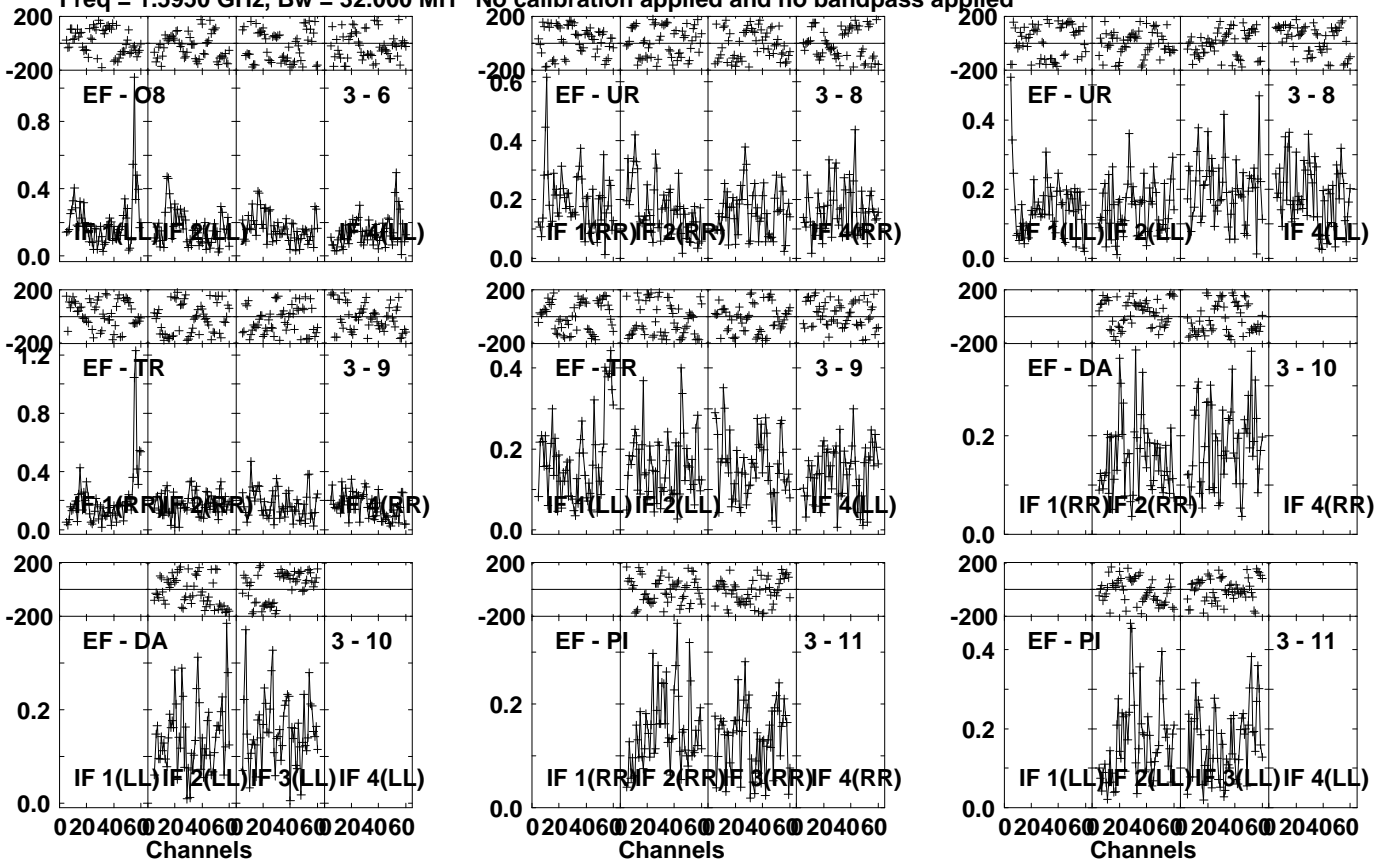 Freq = 1.5950 GHz, Bw = 32.000 MH No calibration applied and no bandpass applied
200 200 200
-200 -200 -200
EF - O8 3 - 6 EF - UR 3 - 8 EF - UR 3 - 8
0.8 0.6 0.4
0.4 0.4 0.2
0.0 0.2 0.0
0.0
IF 1(LL) IF 2(LL) IF 4(LL) IF 1(RR) IF 2(RR) IF 4(RR) IF 1(LL) IF 2(LL) IF 4(LL)
200 200 200
-200 -200 -200
EF - TR 3 - 9 EF - TR 3 - 9 EF - DA 3 - 10
1.2 0.4 0.2
0.8 0.2 0.0
0.4 0.0
0.0
IF 1(RR) IF 2(RR) IF 4(RR) IF 1(LL) IF 2(LL) IF 4(LL) IF 1(RR) IF 2(RR) IF 4(RR)
200 200 200
-200 -200 -200
EF - DA 3 - 10 EF - PI 3 - 11 EF - PI 3 - 11
0.2 0.2 0.4
0.0 0.0 0.2
0.0
IF 1(LL) IF 2(LL) IF 3(LL) IF 4(LL) IF 1(RR) IF 2(RR) IF 3(RR) IF 4(RR) IF 1(LL) IF 2(LL) IF 3(LL) IF 4(LL)
0 20 40 60 0 20 40 60 0 20 40 60 0 20 40 60 0 20 40 60 0 20 40 60 0 20 40 60 0 20 40 60 0 20 40 60 0 20 40 60 0 20 40 60 0 20 40 60
Channels Channels Channels